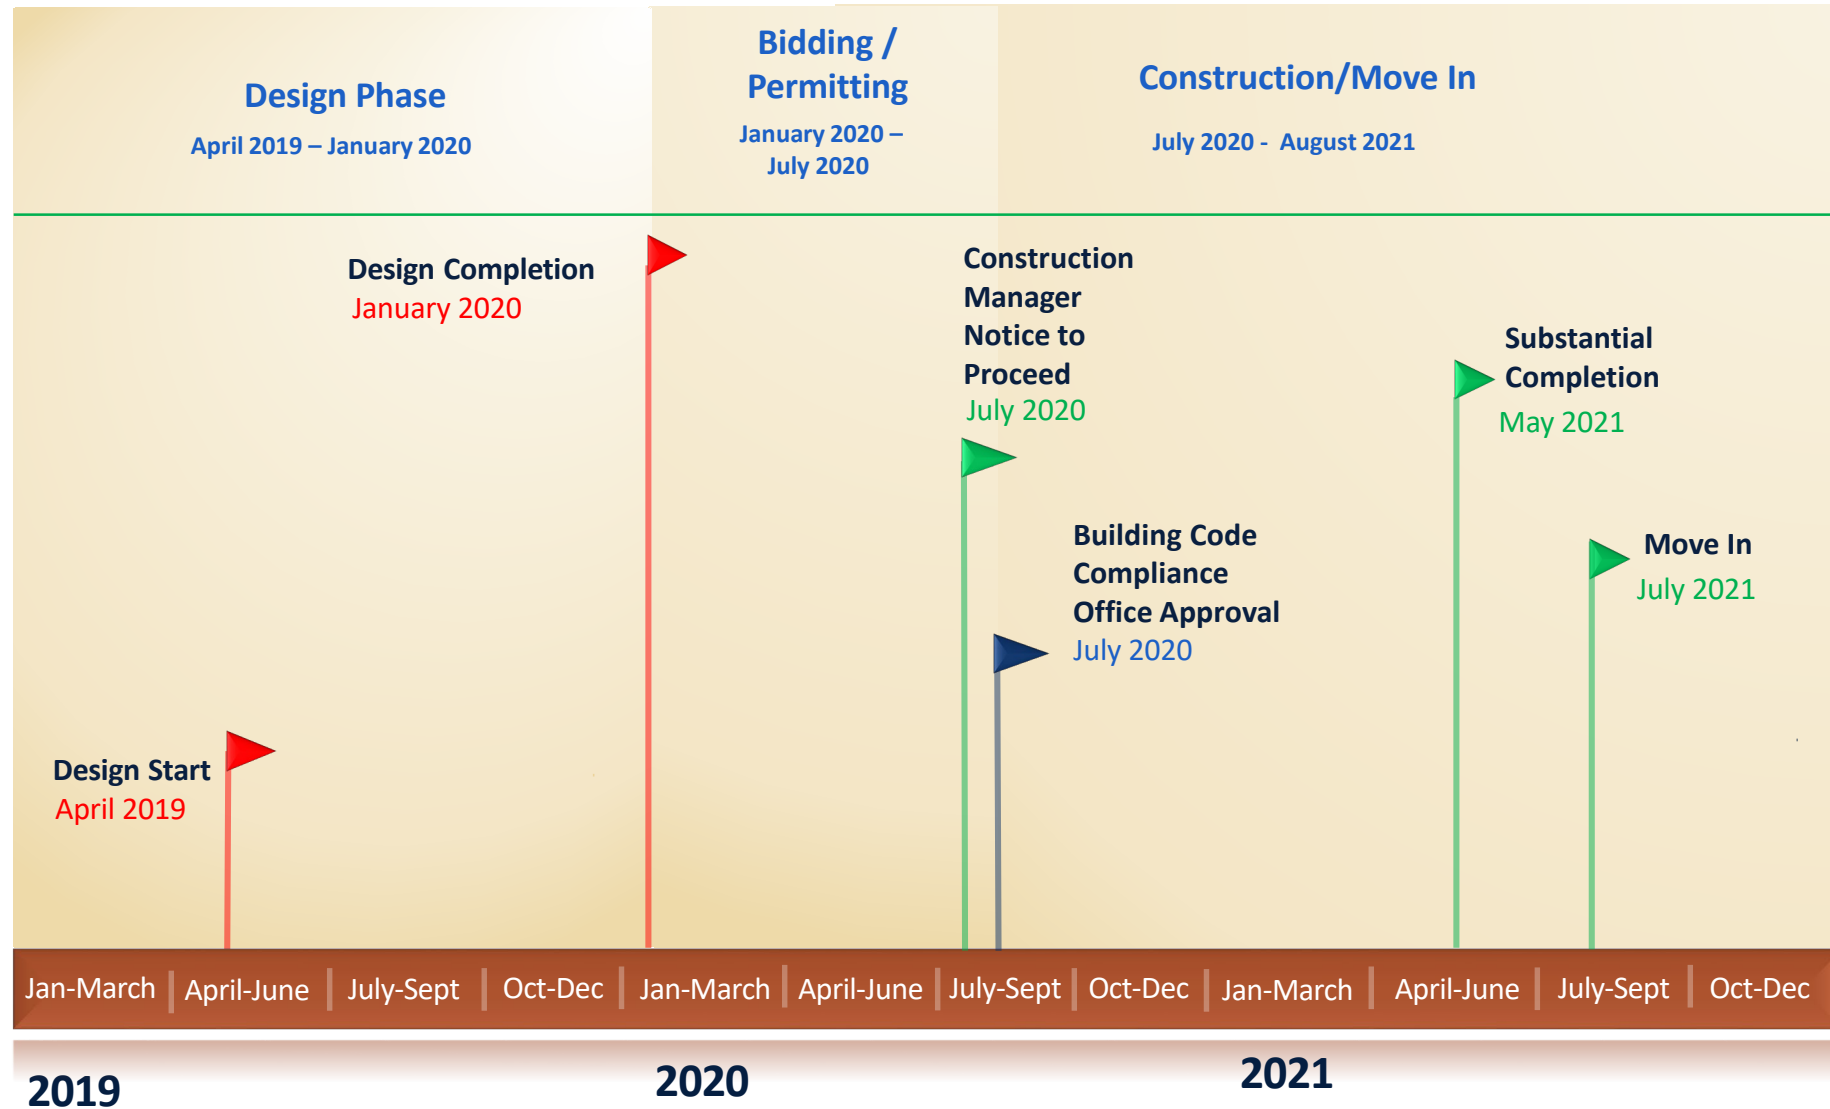 Design Phase
April 2019 – January 2020
Bidding /
Permitting
January 2020 –
July 2020
Construction/Move In
July 2020 - August 2021
Design Completion
January 2020
Construction
Manager
Notice to
Proceed
July 2020
Substantial
Completion
May 2021
Building Code
Compliance
Office Approval
July 2020
Move In
July 2021
Design Start
April 2019
Jan-March
April-June
July-Sept
Oct-Dec
Jan-March
April-June
July-Sept
Oct-Dec
Jan-March
April-June
July-Sept
Oct-Dec
2019
2020
2021